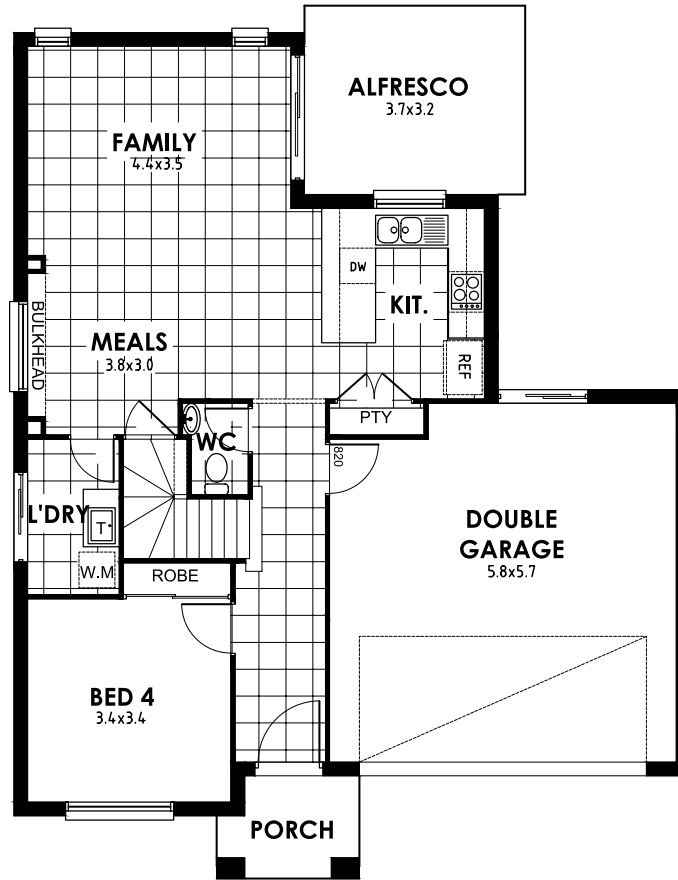 ALFRESCO
3.7x3.2
FAMILY
4.4x3.5
DW
KIT.
BULKHEAD
MEALS
3.8x3.0
REF
PTY
WC
820
L'DRY
T
W.M
ROBE
DOUBLE
GARAGE
5.8x5.7
BED 4
3.4x3.4
PORCH